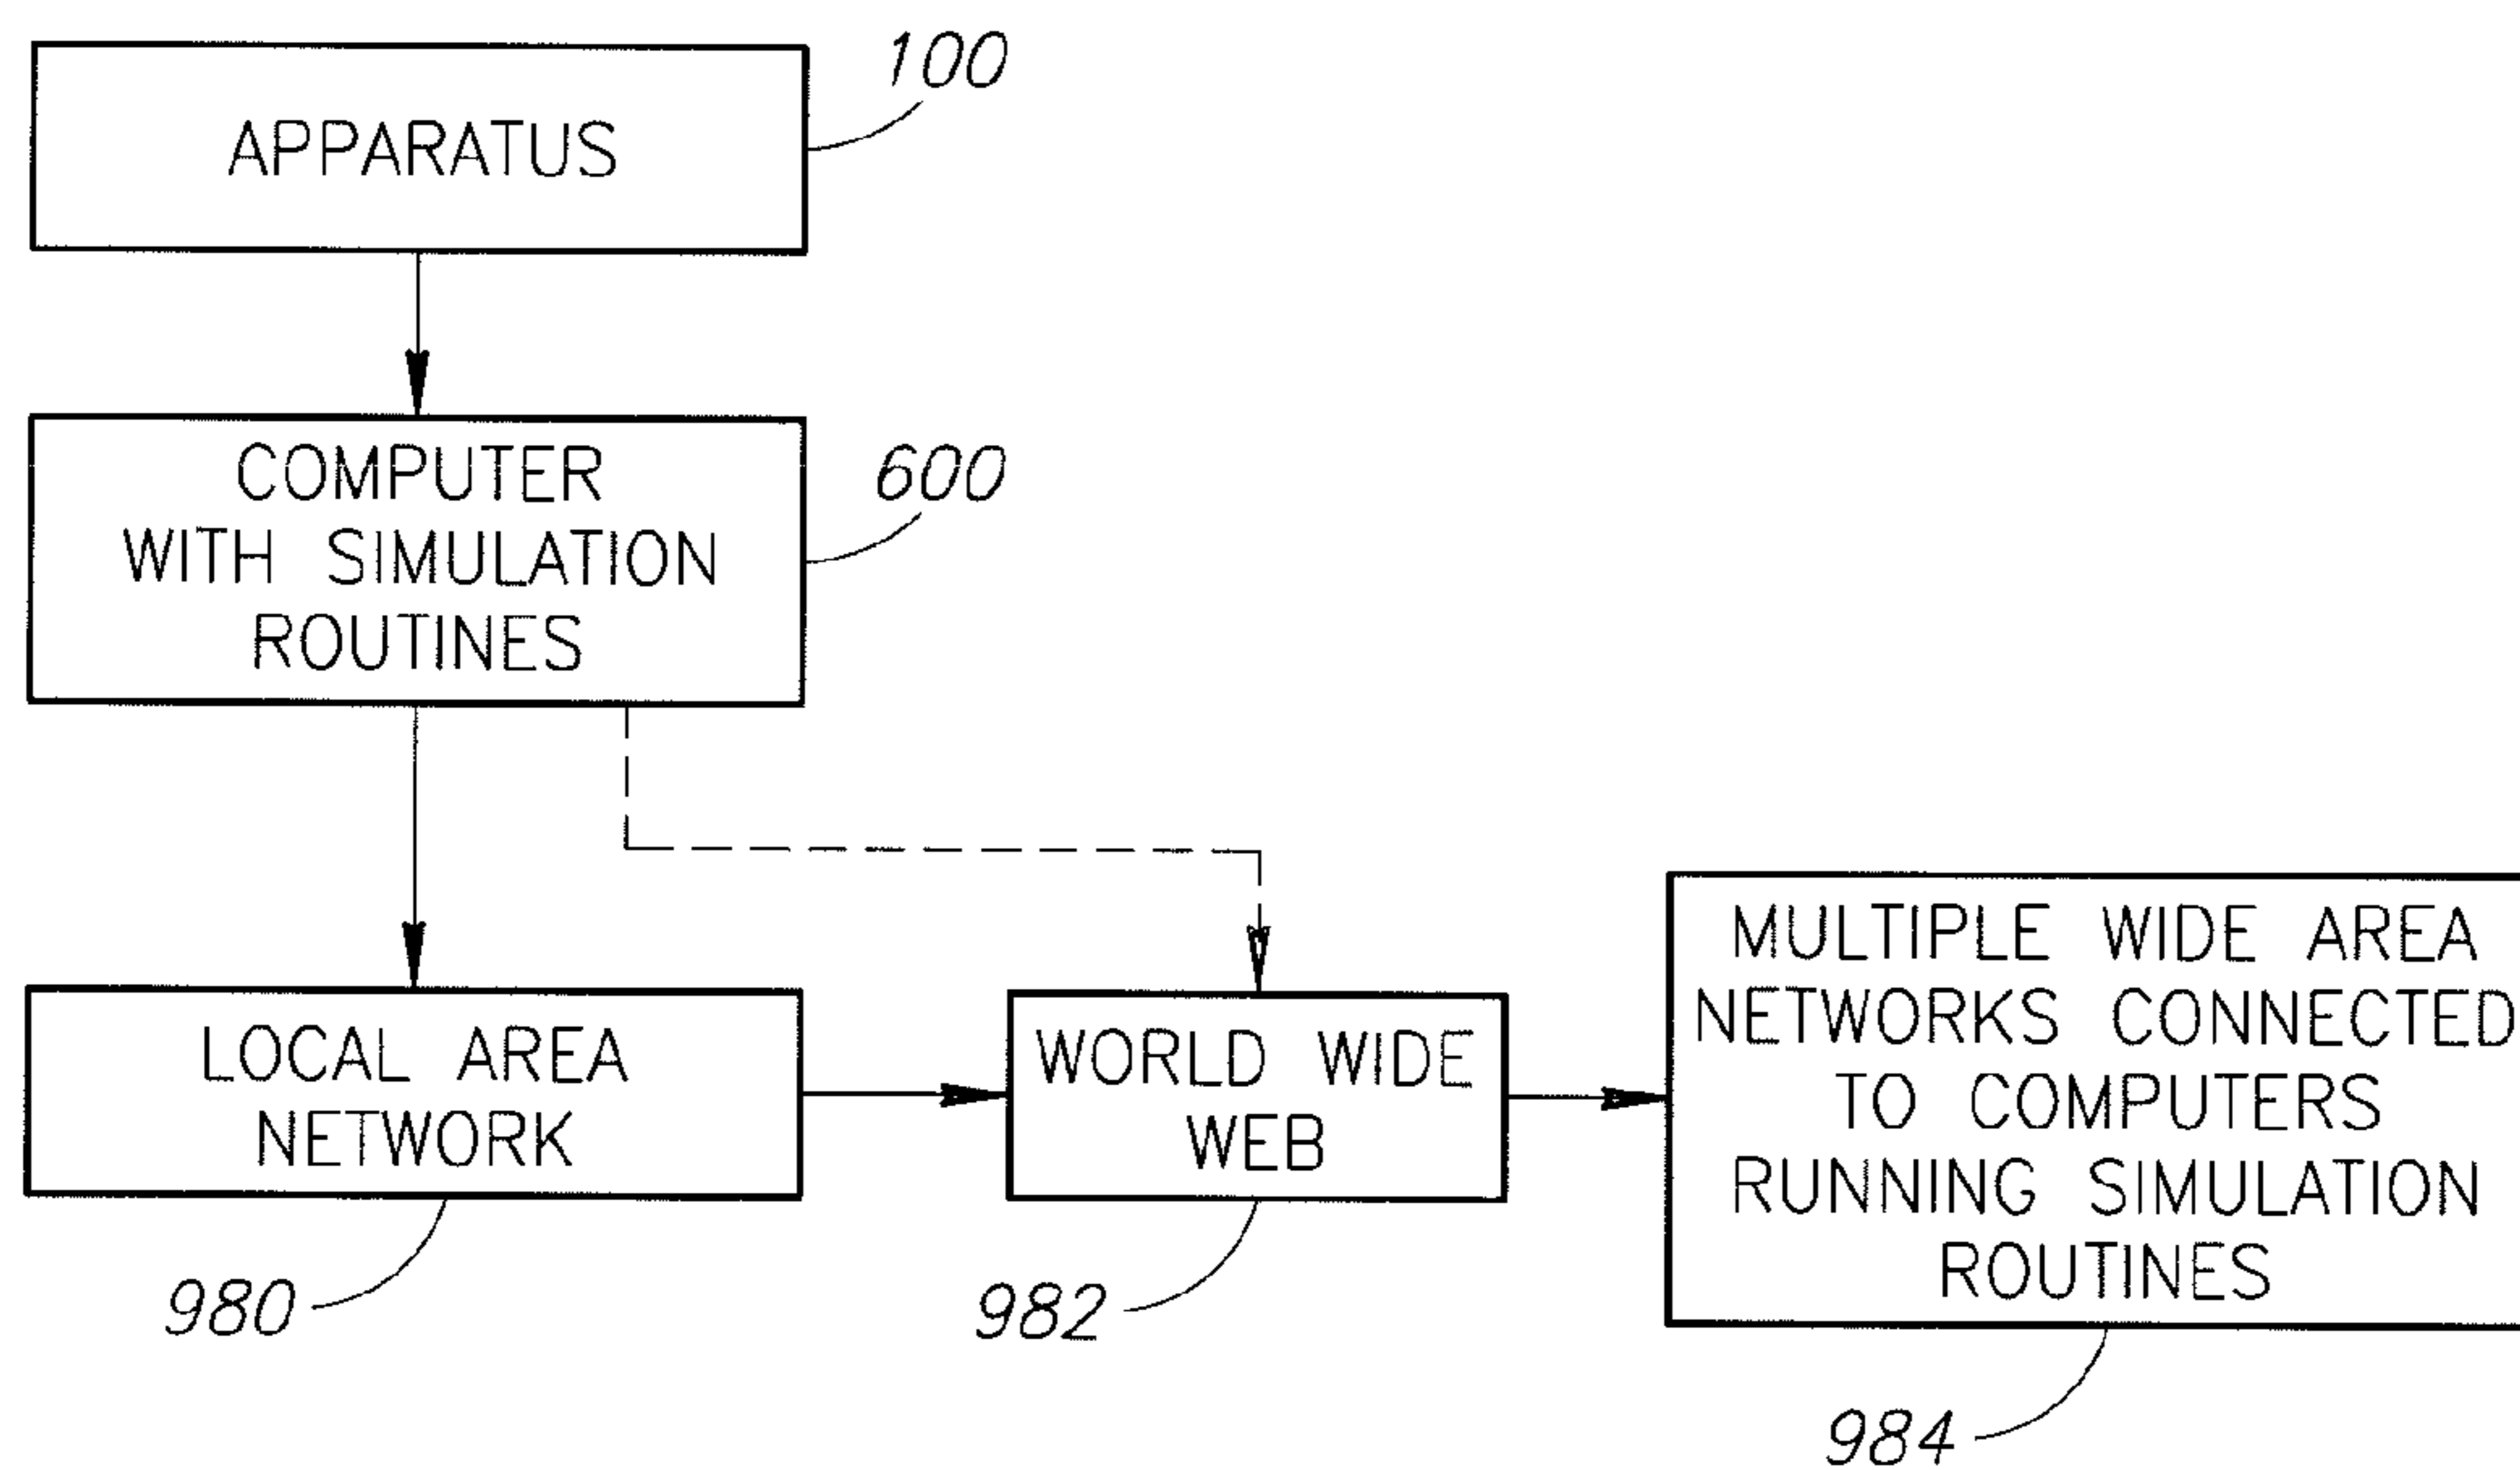 APPARATUS
100
COMPUTER
WITH SIMULATION
ROUTINES
600
LOCAL AREA
NETWORK
980
WORLD WIDE
WEB
982
MULTIPLE WIDE AREA
NETWORKS CONNECTED
TO COMPUTERS
RUNNING SIMULATION
ROUTINES
984